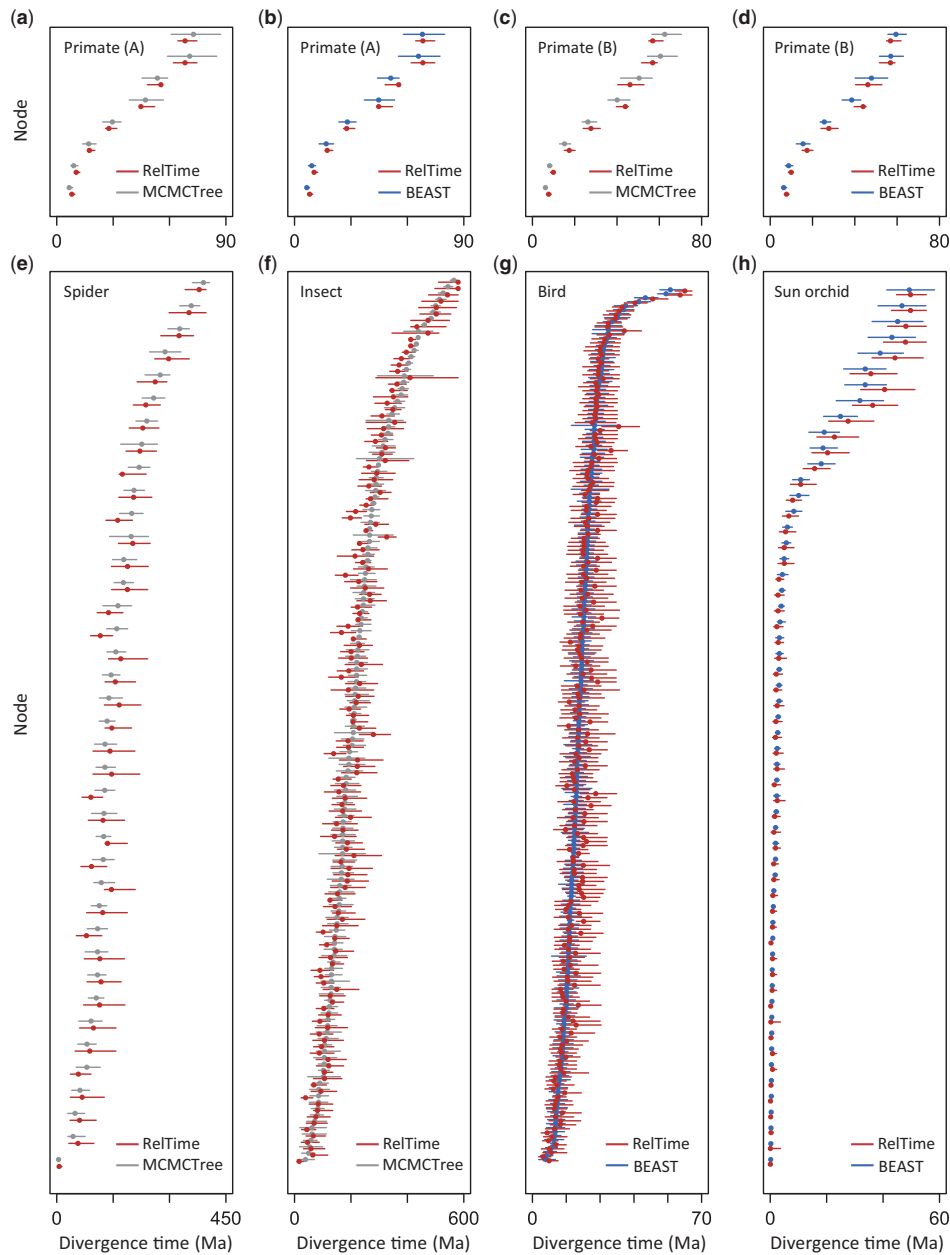 (a) (b) (c) (d)
Primate (A) Primate (A) Primate (B) Primate (B)
Node
RelTime RelTime RelTime RelTime
MCMCTree BEAST MCMCTree BEAST
0 90 0 90 0 80 0 80
(e) (f) (g) (h)
Spider Insect Bird Sun orchid
Node
RelTime RelTime RelTime RelTime
MCMCTree MCMCTree BEAST BEAST
0 450 0 600 0 70 0 60
Divergence time (Ma) Divergence time (Ma) Divergence time (Ma) Divergence time (Ma)